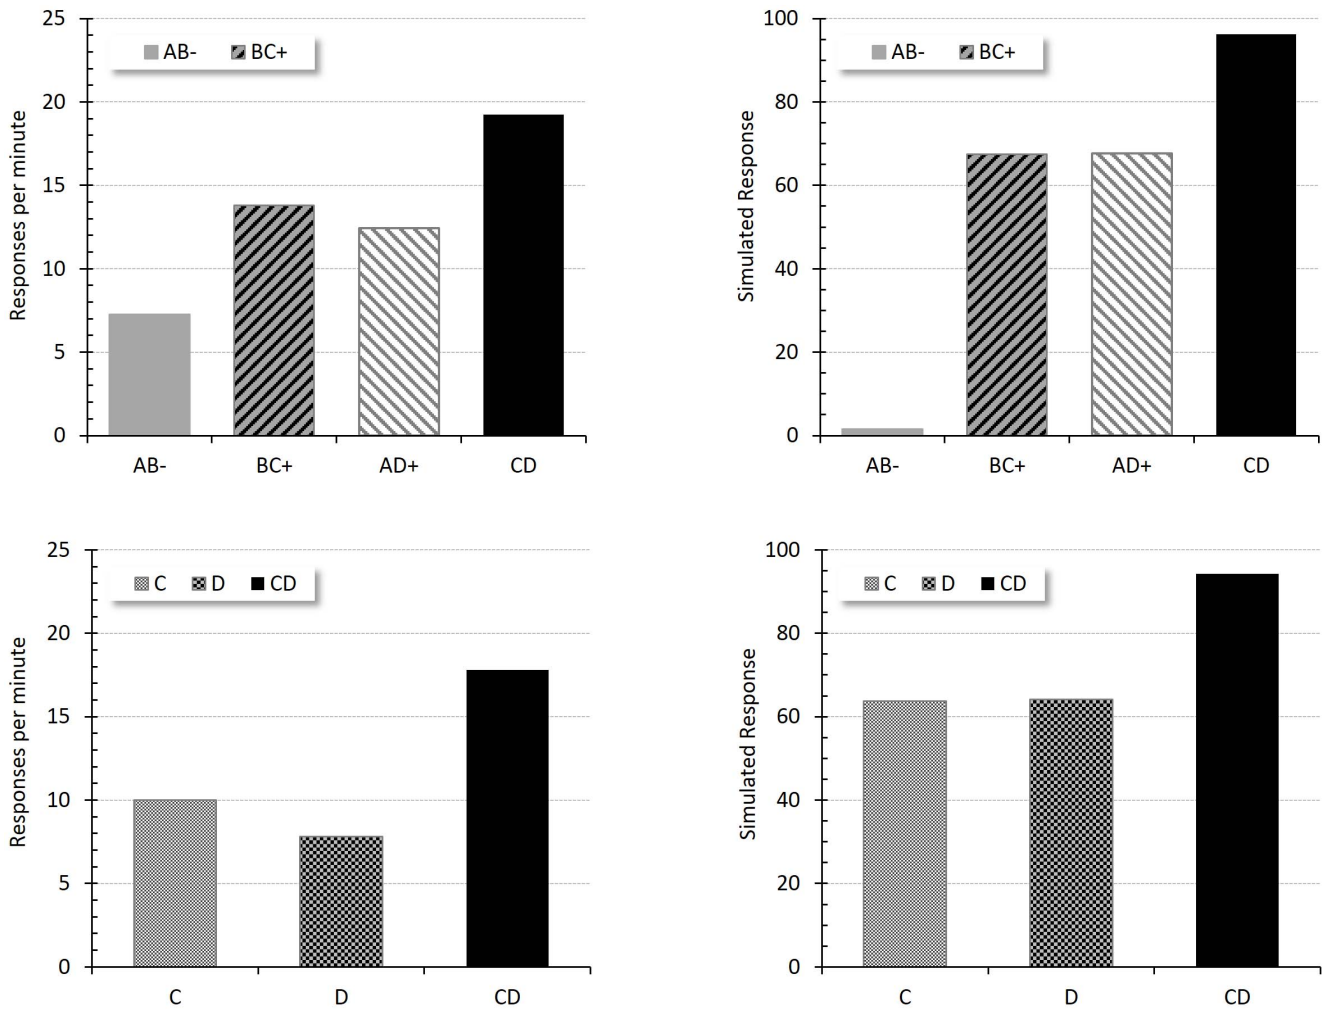 Responses per minute
25
20
15
10
5
0
AB-
BC+
AB-
BC+
AD+
CD
Simulated Response
100
80
60
40
20
0
AB-
BC+
AB-
BC+
AD+
CD
Responses per minute
25
20
15
10
5
0
C
D
CD
C
D
CD
Simulated Response
100
80
60
40
20
0
C
D
CD
C
D
CD